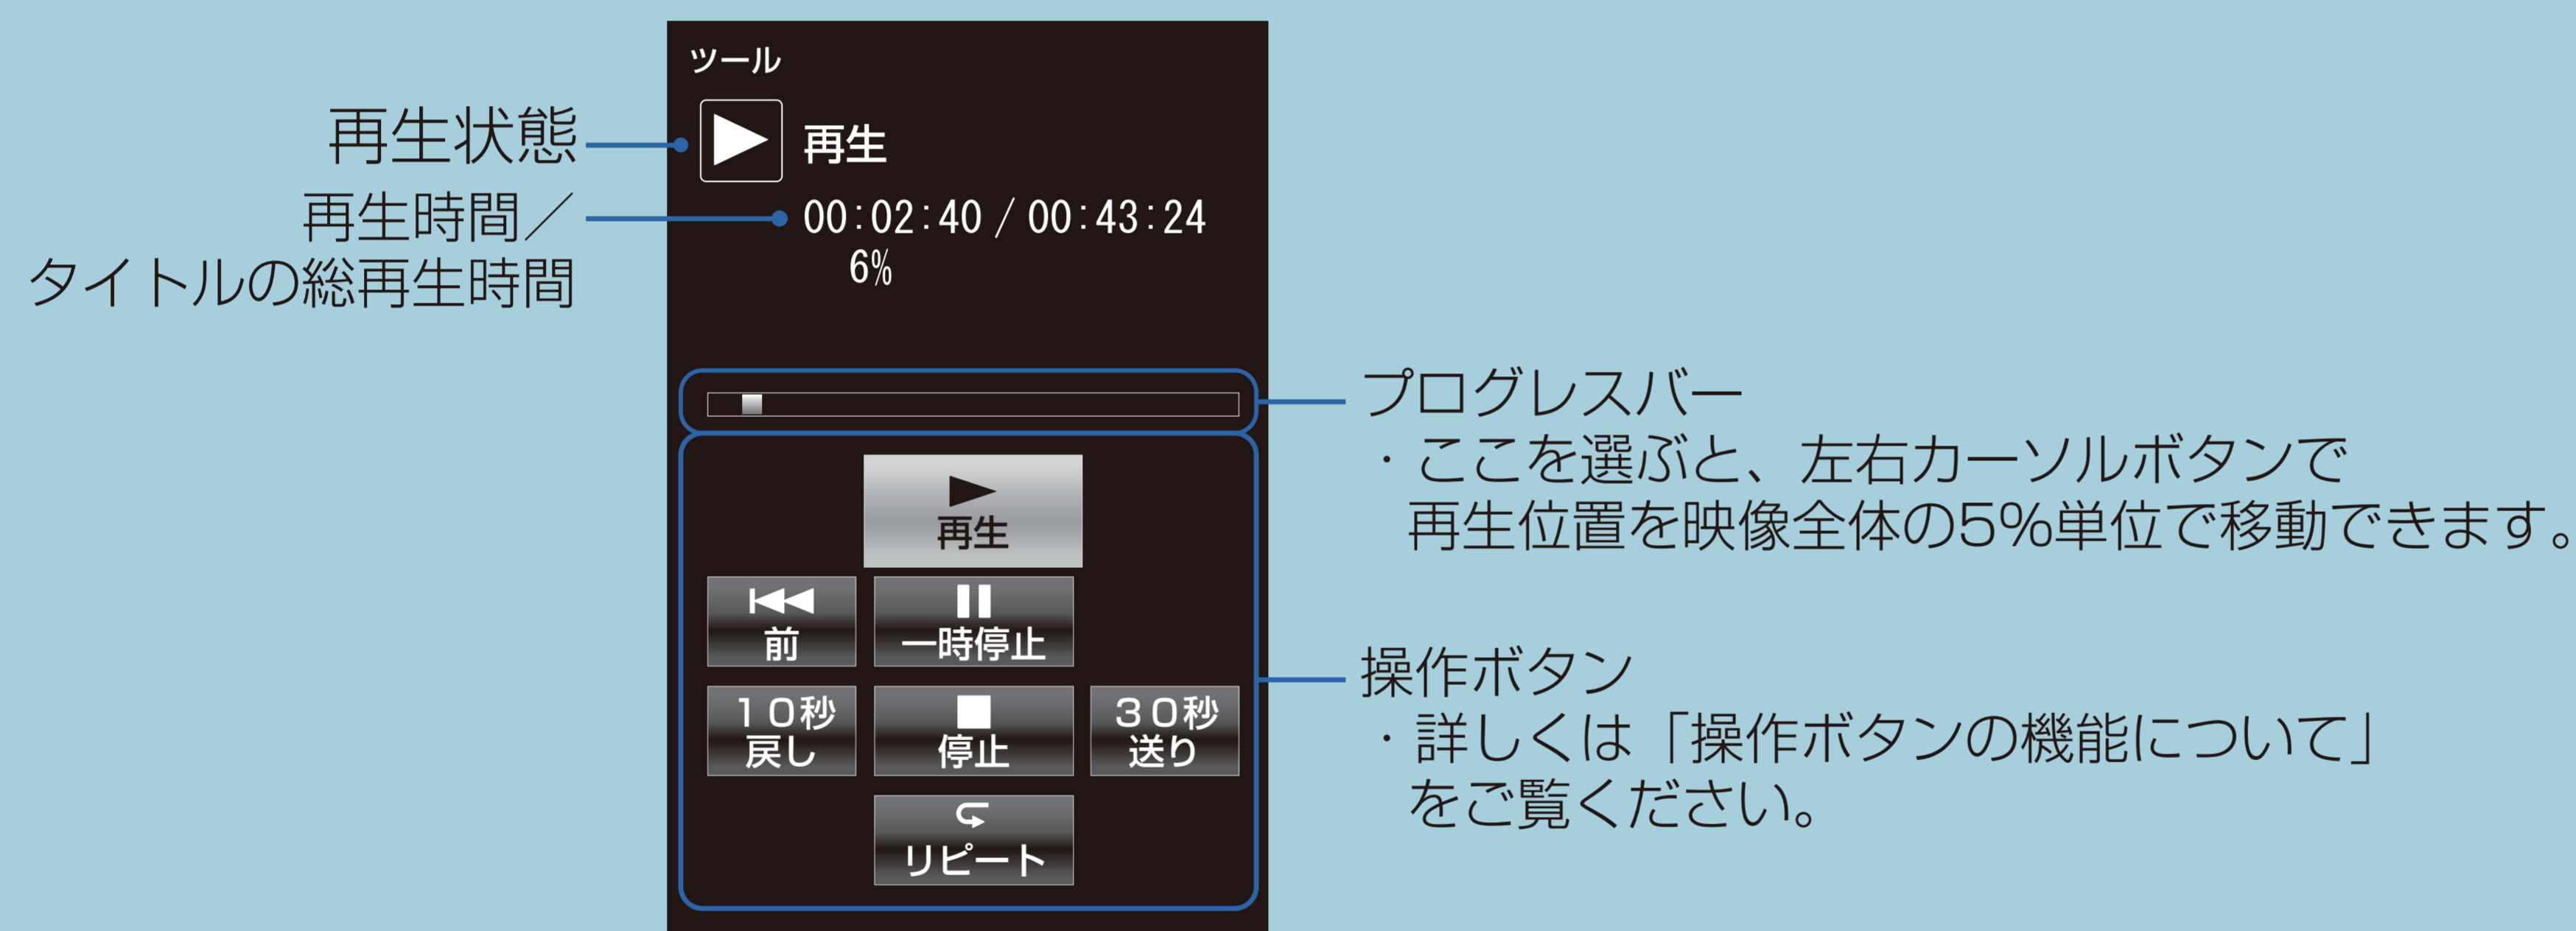 ツール
再生状態
再生
再生時間／
タイトルの総再生時間
00:02:40 / 00:43:24
6%
プログレスバー
・ここを選ぶと、左右カーソルボタンで
再生位置を映像全体の5%単位で移動できます。
再生
前
一時停止
10秒
戻し
停止
30秒
送り
リピート
操作ボタン
・詳しくは「操作ボタンの機能について」
をご覧ください。